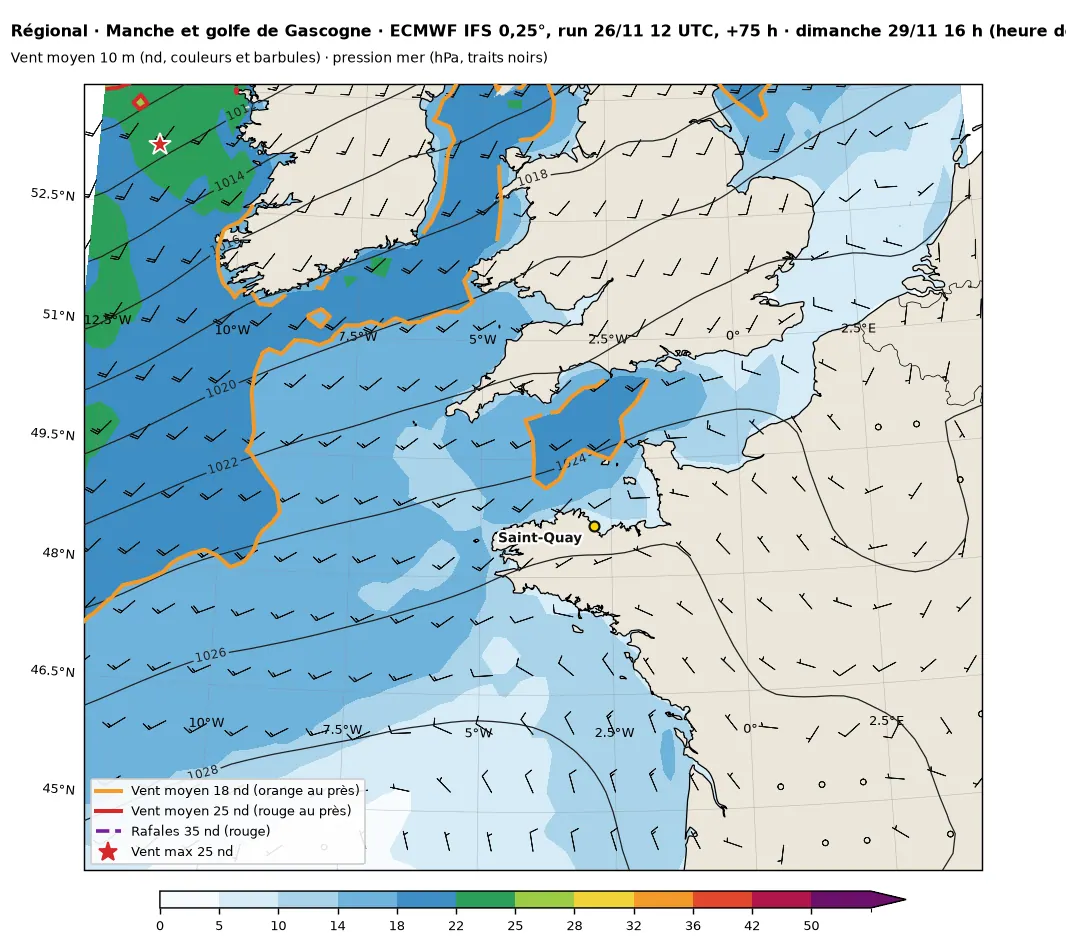 Régional · Manche et golfe de Gascogne · ECMWF IFS 0,25°, run 26/11 12 UTC, +75 h · dimanche 29/11 16 h (heure d
Vent moyen 10 m (nd, couleurs et barbules) · pression mer (hPa, traits noirs)
101
1014
52.5°N
1018
1016
51°N
12.5°W
10°W
7.5°W
5°W
2.5°W
0°
2.5°E
1020
49.5°N
1022
1024
48°N
Saint-Quay
1026
46.5°N
10°W
7.5°W
5°W
2.5°W
0°
2.5°E
1028
45°N
Vent moyen 18 nd (orange au près)
Vent moyen 25 nd (rouge au près)
Rafales 35 nd (rouge)
Vent max 25 nd
0 5 10 14 18 22 25 28 32 36 42 50